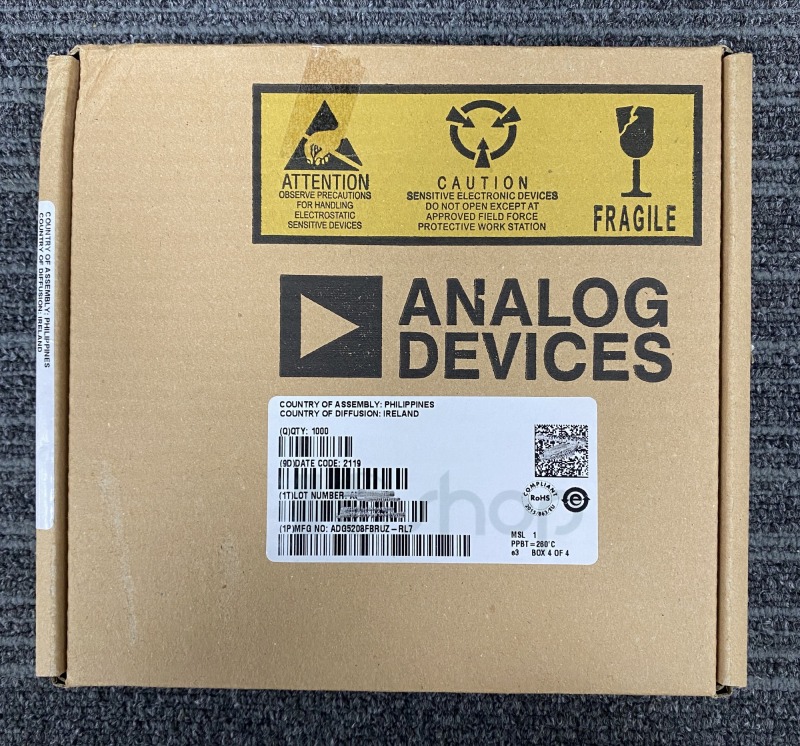 ATTENTION
OBSERVE PRECAUTIONS
FOR HANDLING
ELECTROSTATIC
SENSITIVE DEVICES
CAUTION
SENSITIVE ELECTRONIC DEVICES
DO NOT OPEN EXCEPT AT
APPROVED FIELD FORCE
PROTECTIVE WORK STATION
FRAGILE
ANALOG
DEVICES
COUNTRY OF ASSEMBLY: PHILIPPINES
COUNTRY OF DIFFUSION: IRELAND
COUNTRY OF ASSEMBLY: PHILIPPINES
COUNTRY OF DIFFUSION: IRELAND
(Q)QTY: 1000
(9D)DATE CODE: 2119
(1T)LOT NUMBER:
(1P)MFG NO: ADG5208FBRUZ-RL7
COMPLIANT
RoHS
2015/863/EU
e
MSL 1
PPBT=260°C
e3 BOX 4 OF 4